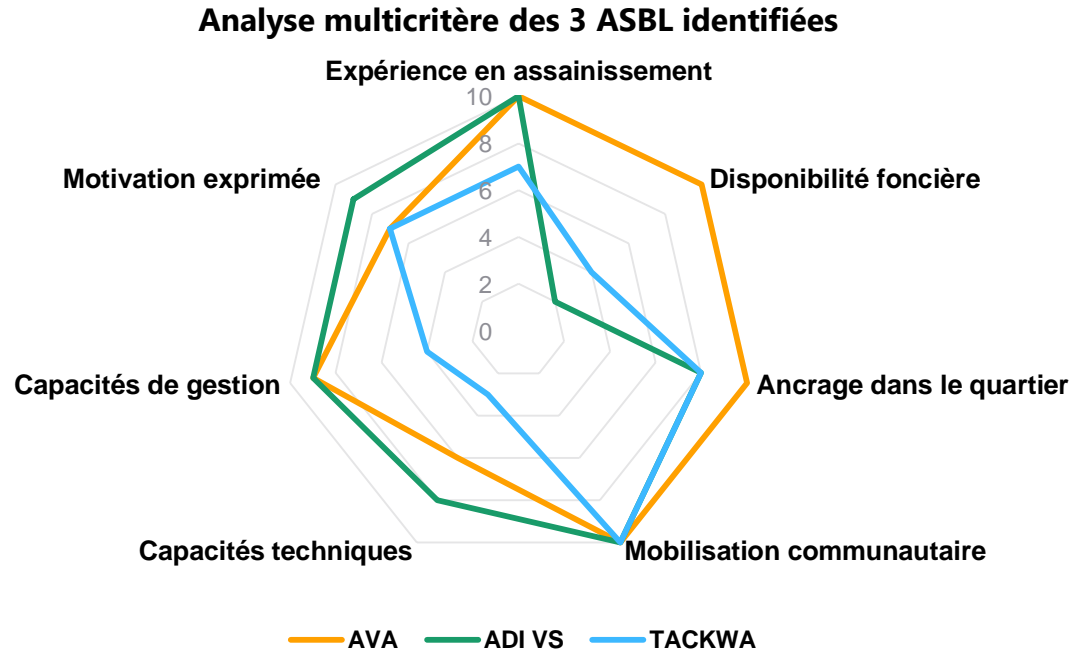 Analyse multicritère des 3 ASBL identifiées
Expérience en assainissement
10
8
6
4
2
0
Motivation exprimée
Disponibilité foncière
Capacités de gestion
Ancrage dans le quartier
Capacités techniques
Mobilisation communautaire
AVA ADI VS TACKWA